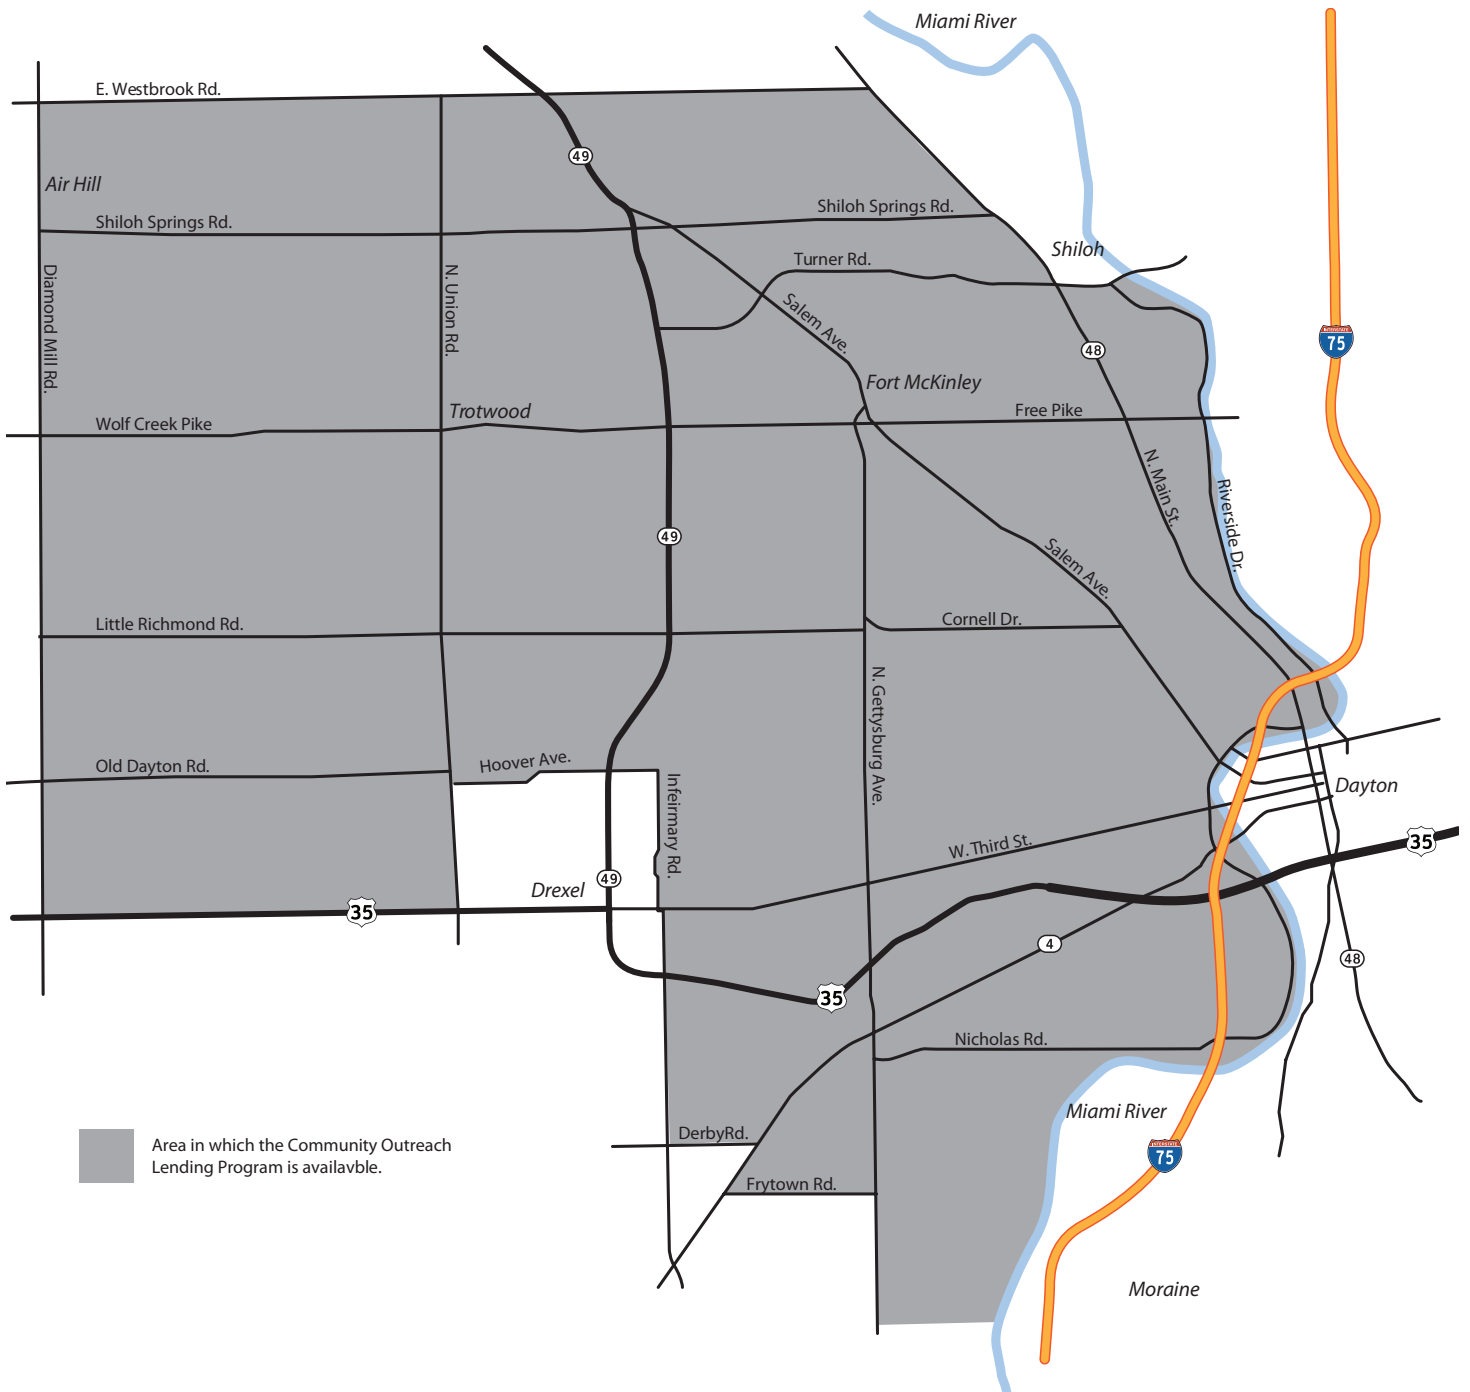 Miami River
E. Westbrook Rd.
49
Air Hill
Shiloh Springs Rd.
Shiloh Springs Rd.
Shiloh
Turner Rd.
Diamond Mill Rd.
N. Union Rd.
Salem Ave.
48
75
Fort McKinley
Trotwood
Free Pike
Wolf Creek Pike
N. Main St.
Riverside Dr.
49
Salem Ave.
Little Richmond Rd.
Cornell Dr.
N. Gettysburg Ave.
Old Dayton Rd.
Hoover Ave.
Infeirmary Rd.
Dayton
W. Third St.
35
49
Drexel
35
4
48
35
Nicholas Rd.
Miami River
DerbyRd.
75
Area in which the Community Outreach
Lending Program is availavble.
Frytown Rd.
Moraine